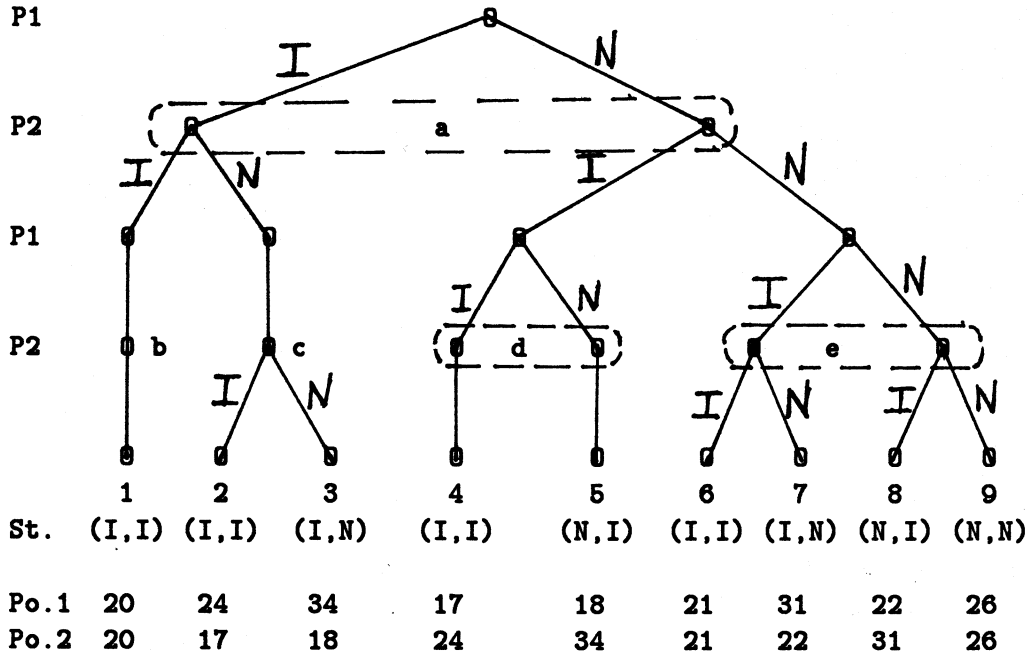 P1
I N
P2 a
I N I N
P1
I N I N
P2 b c d e
I N I N I N
1 2 3 4 5 6 7 8 9
St. (I,I) (I,I) (I,N) (I,I) (N,I) (I,I) (I,N) (N,I) (N,N)
Po.1 20 24 34 17 18 21 31 22 26
Po.2 20 17 18 24 34 21 22 31 26